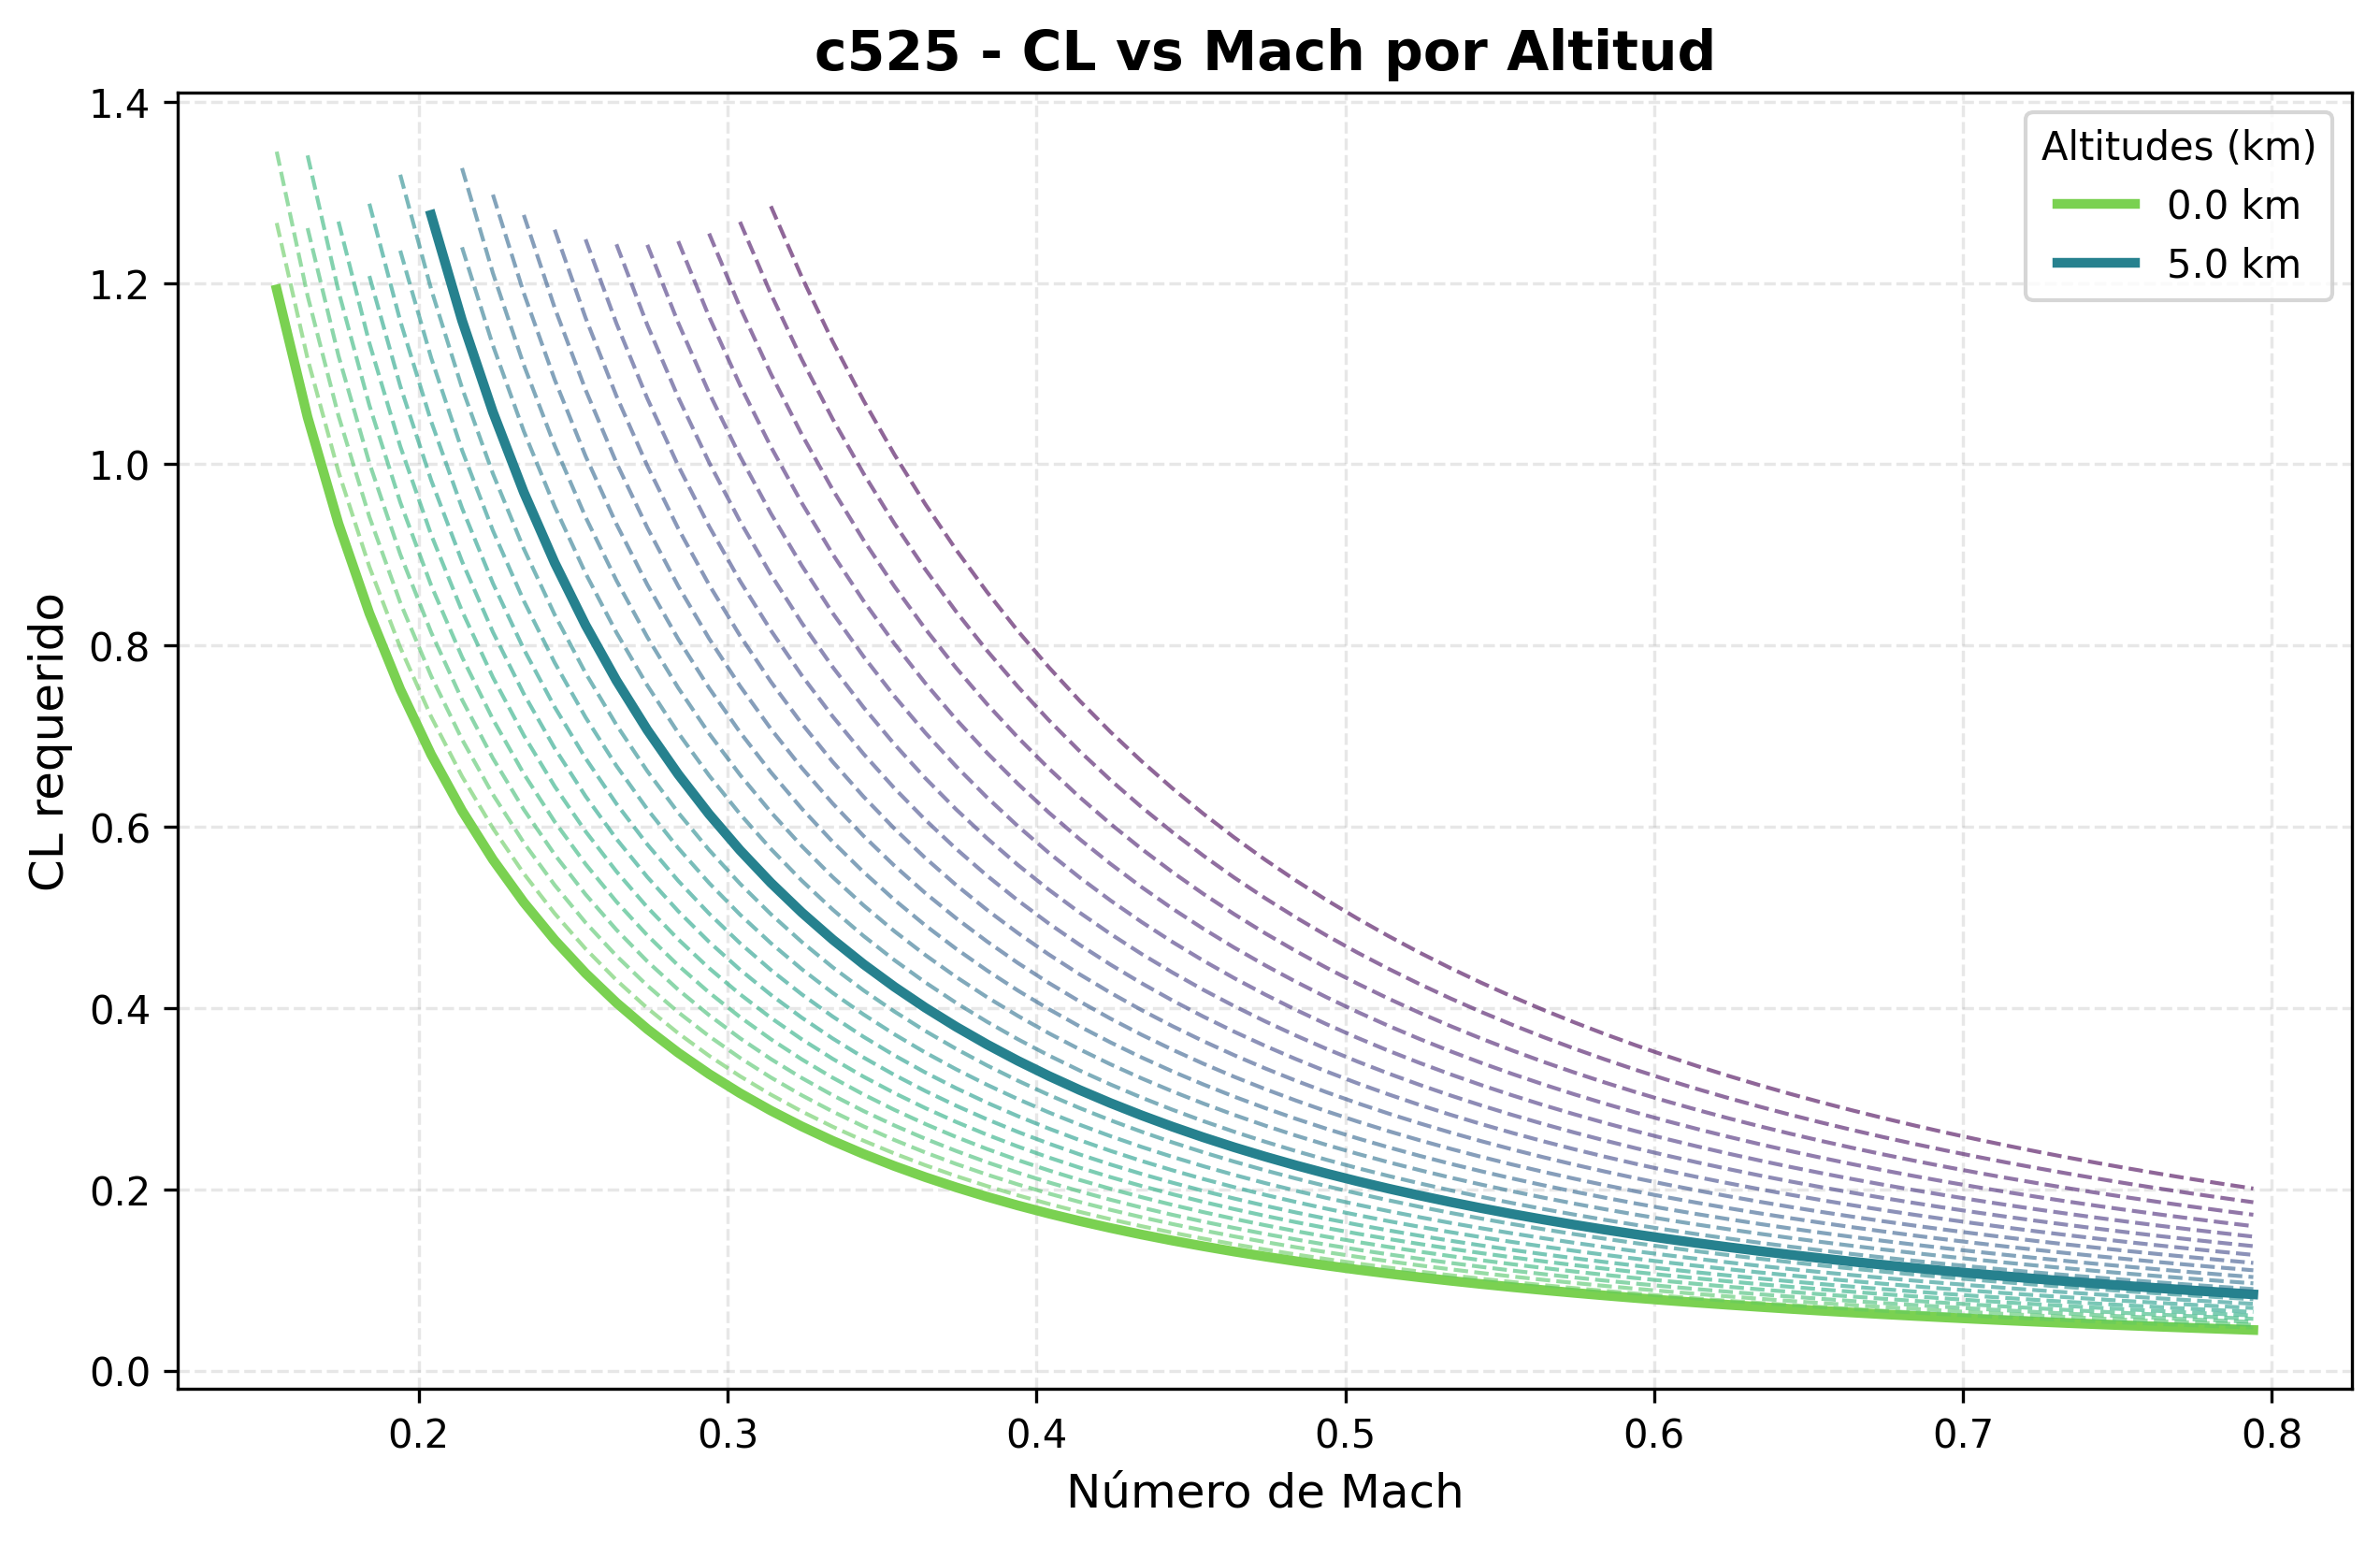 c525 - CL vs Mach por Altitud
Altitudes (km)
0.0 km
5.0 km
CL requerido
1.4
1.2
1.0
0.8
0.6
0.4
0.2
0.0
0.2 0.3 0.4 0.5 0.6 0.7 0.8
Número de Mach